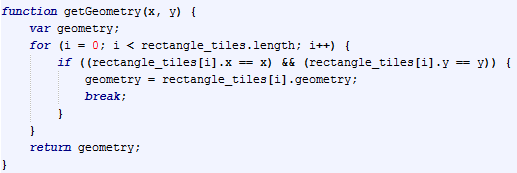 function getGeometry(x, y) {
    var geometry;
    for (i = 0; i < rectangle_tiles.length; i++) {
        if ((rectangle_tiles[i].x == x) && (rectangle_tiles[i].y == y)) {
            geometry = rectangle_tiles[i].geometry;
            break;
        }
    }
    return geometry;
}